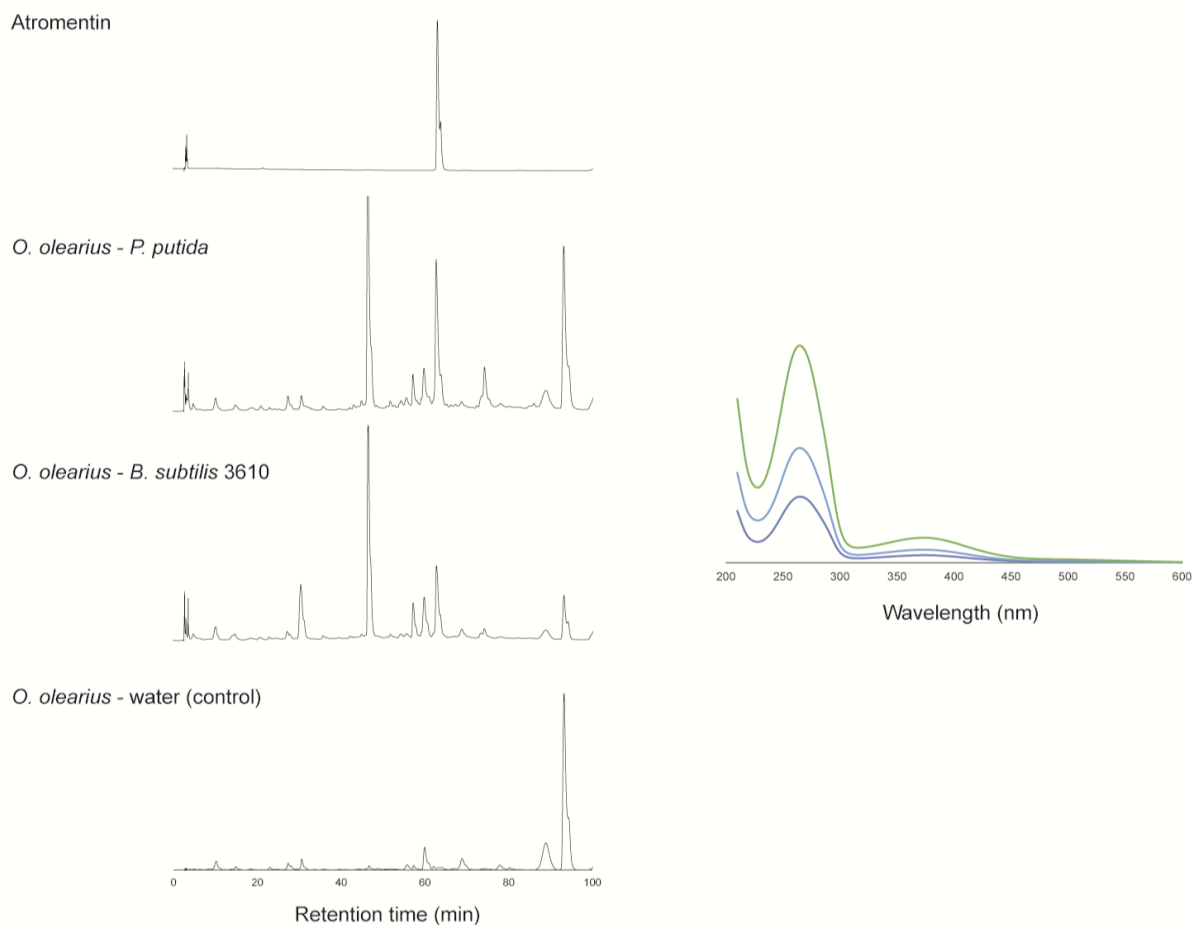 Atromentin
O. olearius - P. putida
O. olearius - B. subtilis 3610
O. olearius - water (control)
0 20 40 60 80 100
Retention time (min)
200 250 300 350 400 450 500 550 600
Wavelength (nm)